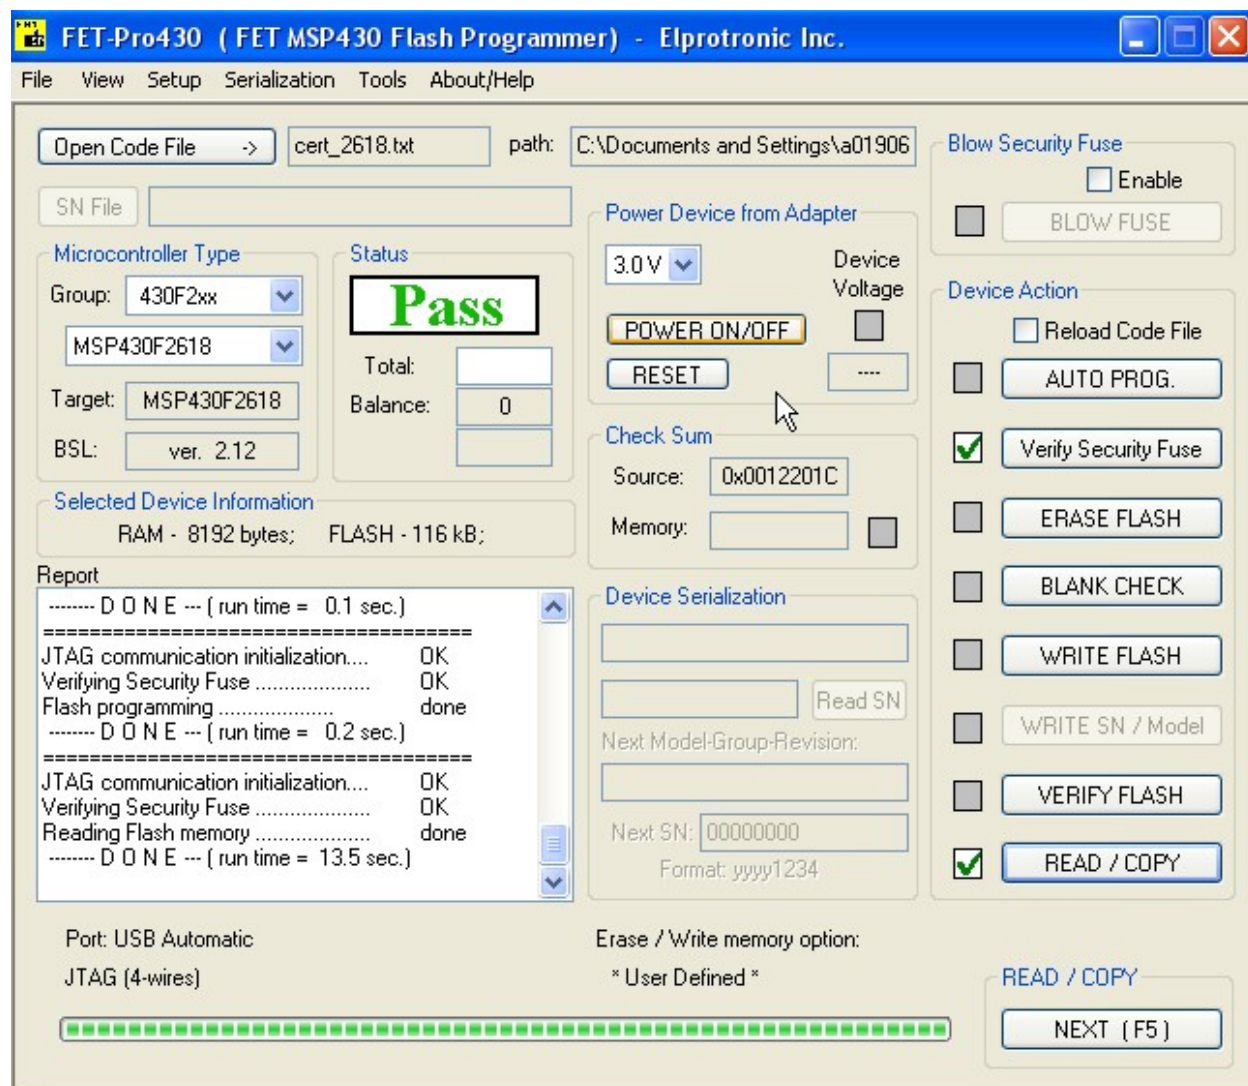 FET-Pro430 ( FET MSP430 Flash Programmer) - Elprotronic Inc.
File View Setup Serialization Tools About/Help
Open Code File -> cert_2618.txt path: C:\Documents and Settings\a01906
SN File
Microcontroller Type
Group: 430F2xx
MSP430F2618
Target: MSP430F2618
BSL: ver. 2.12
Status
Pass
Total:
Balance: 0
Selected Device Information
RAM - 8192 bytes; FLASH - 116 kB;
Report
-------- D O N E --- ( run time = 0.1 sec.)
=====================================
JTAG communication initialization.... OK
Verifying Security Fuse ..................... OK
Flash programming .................... done
-------- D O N E --- ( run time = 0.2 sec.)
=====================================
JTAG communication initialization.... OK
Verifying Security Fuse ..................... OK
Reading Flash memory .................... done
-------- D O N E --- ( run time = 13.5 sec.)
Power Device from Adapter
3.0 V
Device
Voltage
POWER ON/OFF
RESET
----
Check Sum
Source: 0x0012201C
Memory:
Device Serialization
Read SN
Next Model-Group-Revision:
Next SN: 00000000
Format: yyyy1234
Blow Security Fuse
Enable
BLOW FUSE
Device Action
Reload Code File
AUTO PROG.
Verify Security Fuse
ERASE FLASH
BLANK CHECK
WRITE FLASH
WRITE SN / Model
VERIFY FLASH
READ / COPY
Port: USB Automatic
JTAG (4-wires)
Erase / Write memory option:
* User Defined *
READ / COPY
NEXT ( F5 )